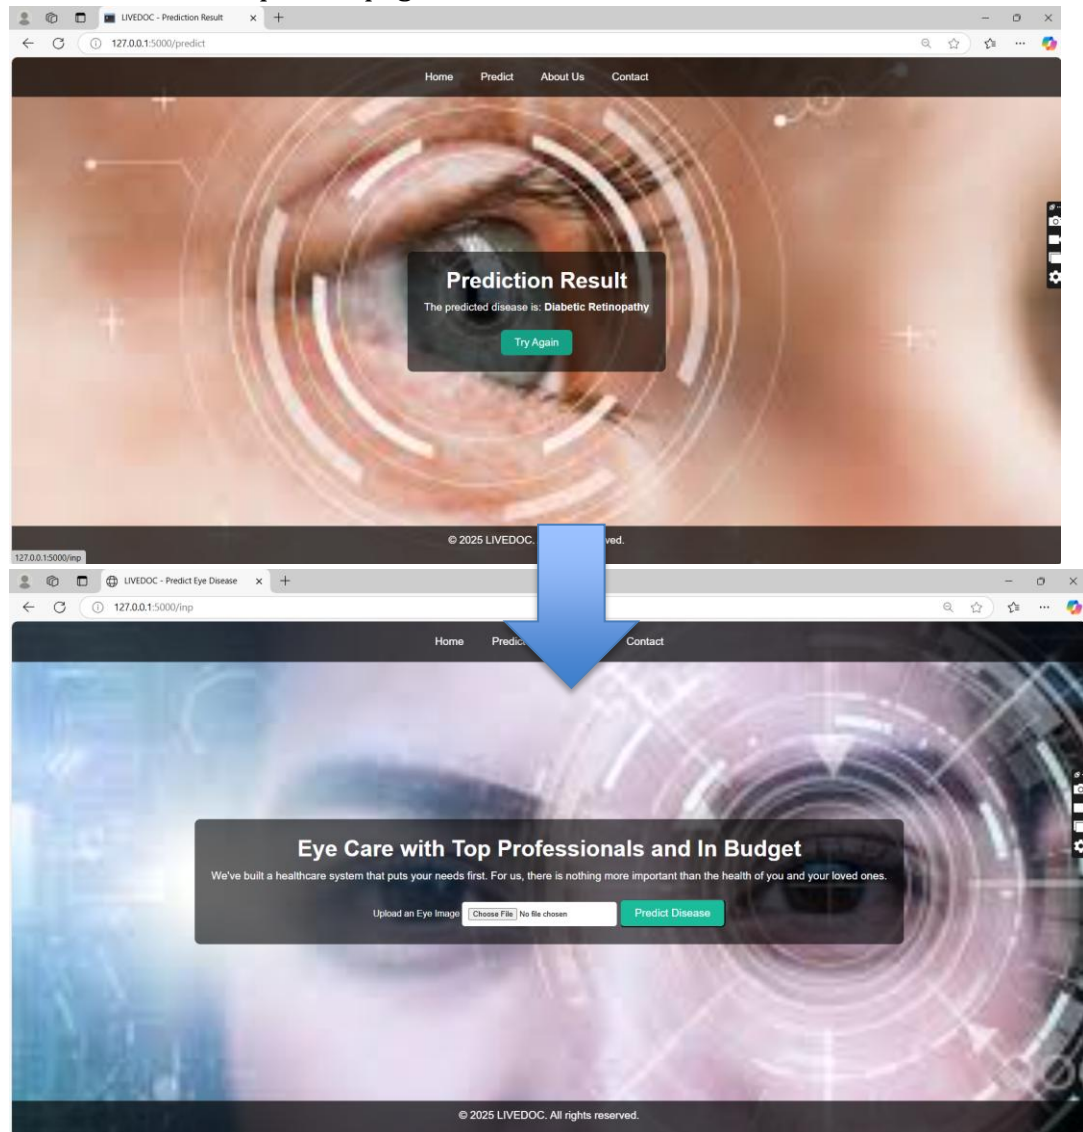 LIVEDOC - Prediction Result
127.0.0.1:5000/predict
Home Predict About Us Contact
Prediction Result
The predicted disease is: Diabetic Retinopathy
Try Again
© 2025 LIVEDOC. ved.
127.0.0.1:5000/inp
LIVEDOC - Predict Eye Disease
127.0.0.1:5000/inp
Home Predic Contact
Eye Care with Top Professionals and In Budget
We've built a healthcare system that puts your needs first. For us, there is nothing more important than the health of you and your loved ones.
Upload an Eye Image Choose File No file chosen Predict Disease
© 2025 LIVEDOC. All rights reserved.